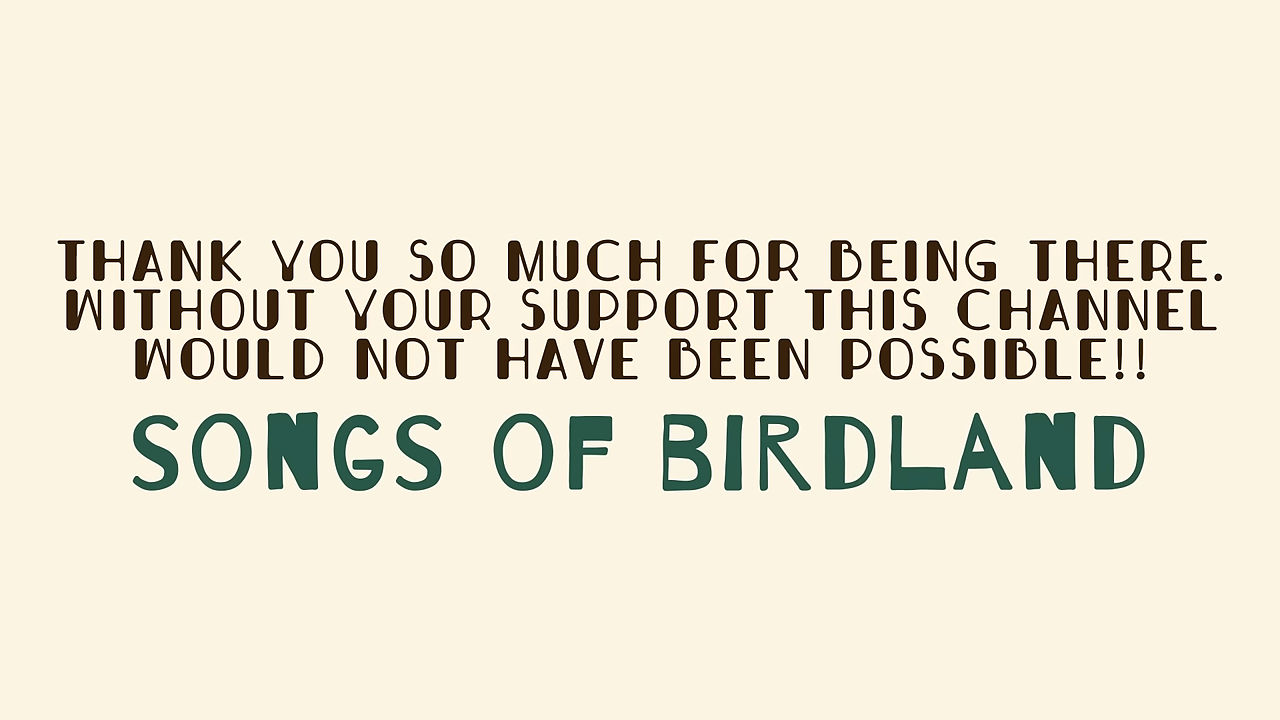 THANK YOU SO MUCH FOR BEING THERE.
WITHOUT YOUR SUPPORT THIS CHANNEL
WOULD NOT HAVE BEEN POSSIBLE!!
SONGS OF BIRDLAND